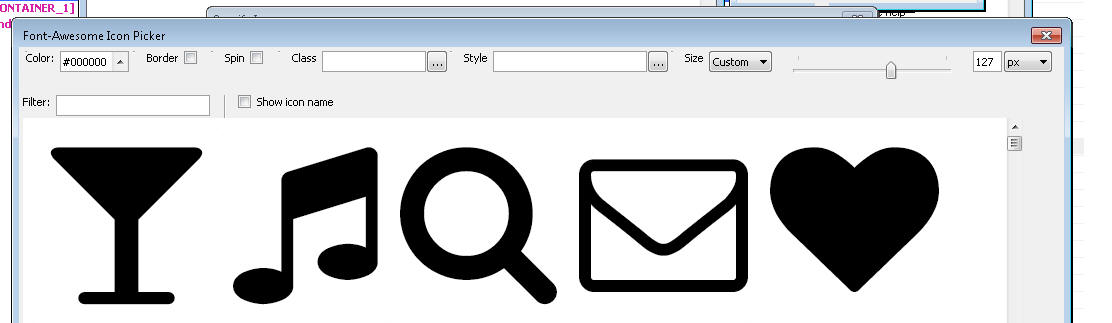 ONTAINER_1]
Font-Awesome Icon Picker
Color: #000000 Border Spin Class ... Style ... Size Custom 127 px
Filter: Show icon name